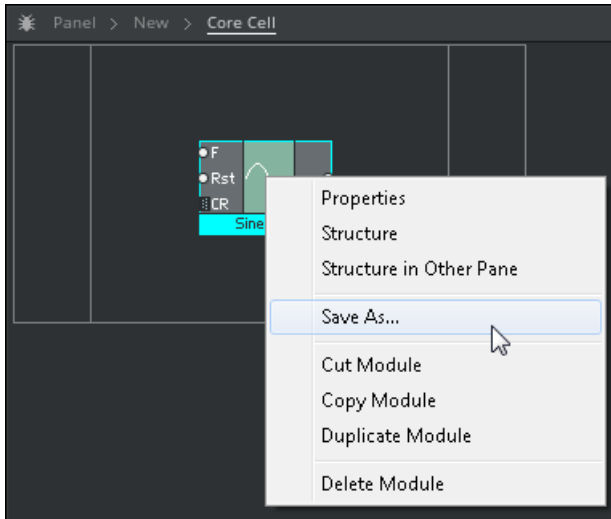 Panel > New > Core Cell
F
Rst
CR
Sine
Properties
Structure
Structure in Other Pane
Save As...
Cut Module
Copy Module
Duplicate Module
Delete Module